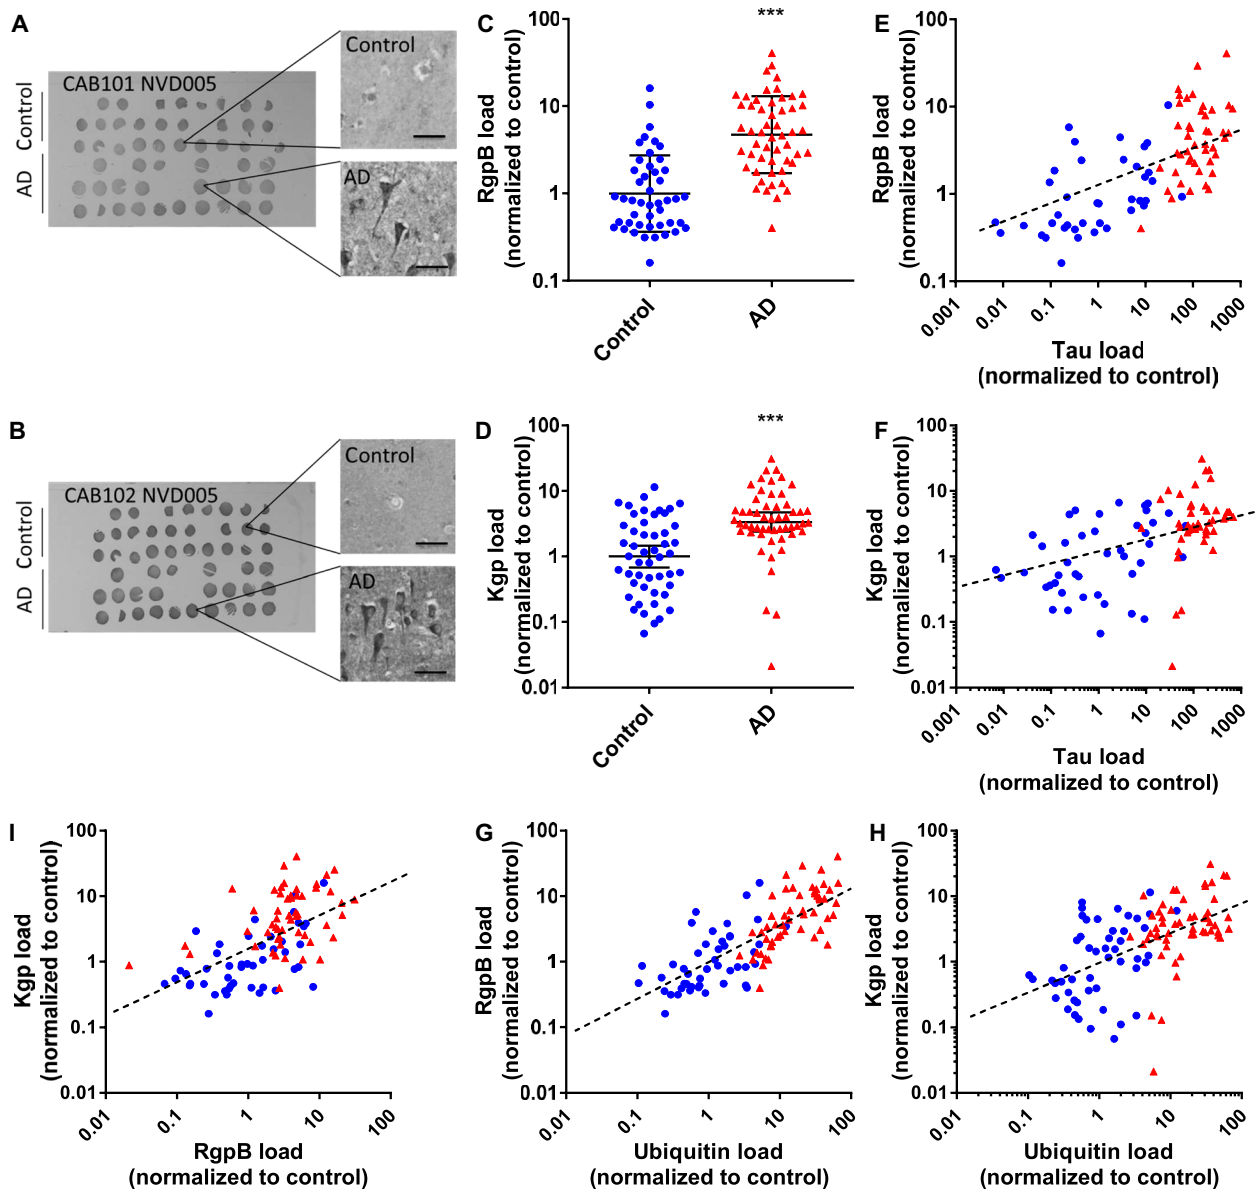 A
CAB101 NVD005
Control
AD
Control
AD
C
***
RgpB load
(normalized to control)
100
10
1
0.1
Control
AD
E
RgpB load
(normalized to control)
100
10
1
0.1
0.001
0.01
0.1
1
10
100
1000
Tau load
(normalized to control)
B
CAB102 NVD005
Control
AD
Control
AD
D
***
Kgp load
(normalized to control)
100
10
1
0.1
0.01
Control
AD
F
Kgp load
(normalized to control)
100
10
1
0.1
0.01
0.001
0.01
0.1
1
10
100
1000
Tau load
(normalized to control)
I
Kgp load
(normalized to control)
100
10
1
0.1
0.01
0.01
0.1
1
10
100
RgpB load
(normalized to control)
G
RgpB load
(normalized to control)
100
10
1
0.1
0.01
0.01
0.1
1
10
100
Ubiquitin load
(normalized to control)
H
Kgp load
(normalized to control)
100
10
1
0.1
0.01
0.01
0.1
1
10
100
Ubiquitin load
(normalized to control)